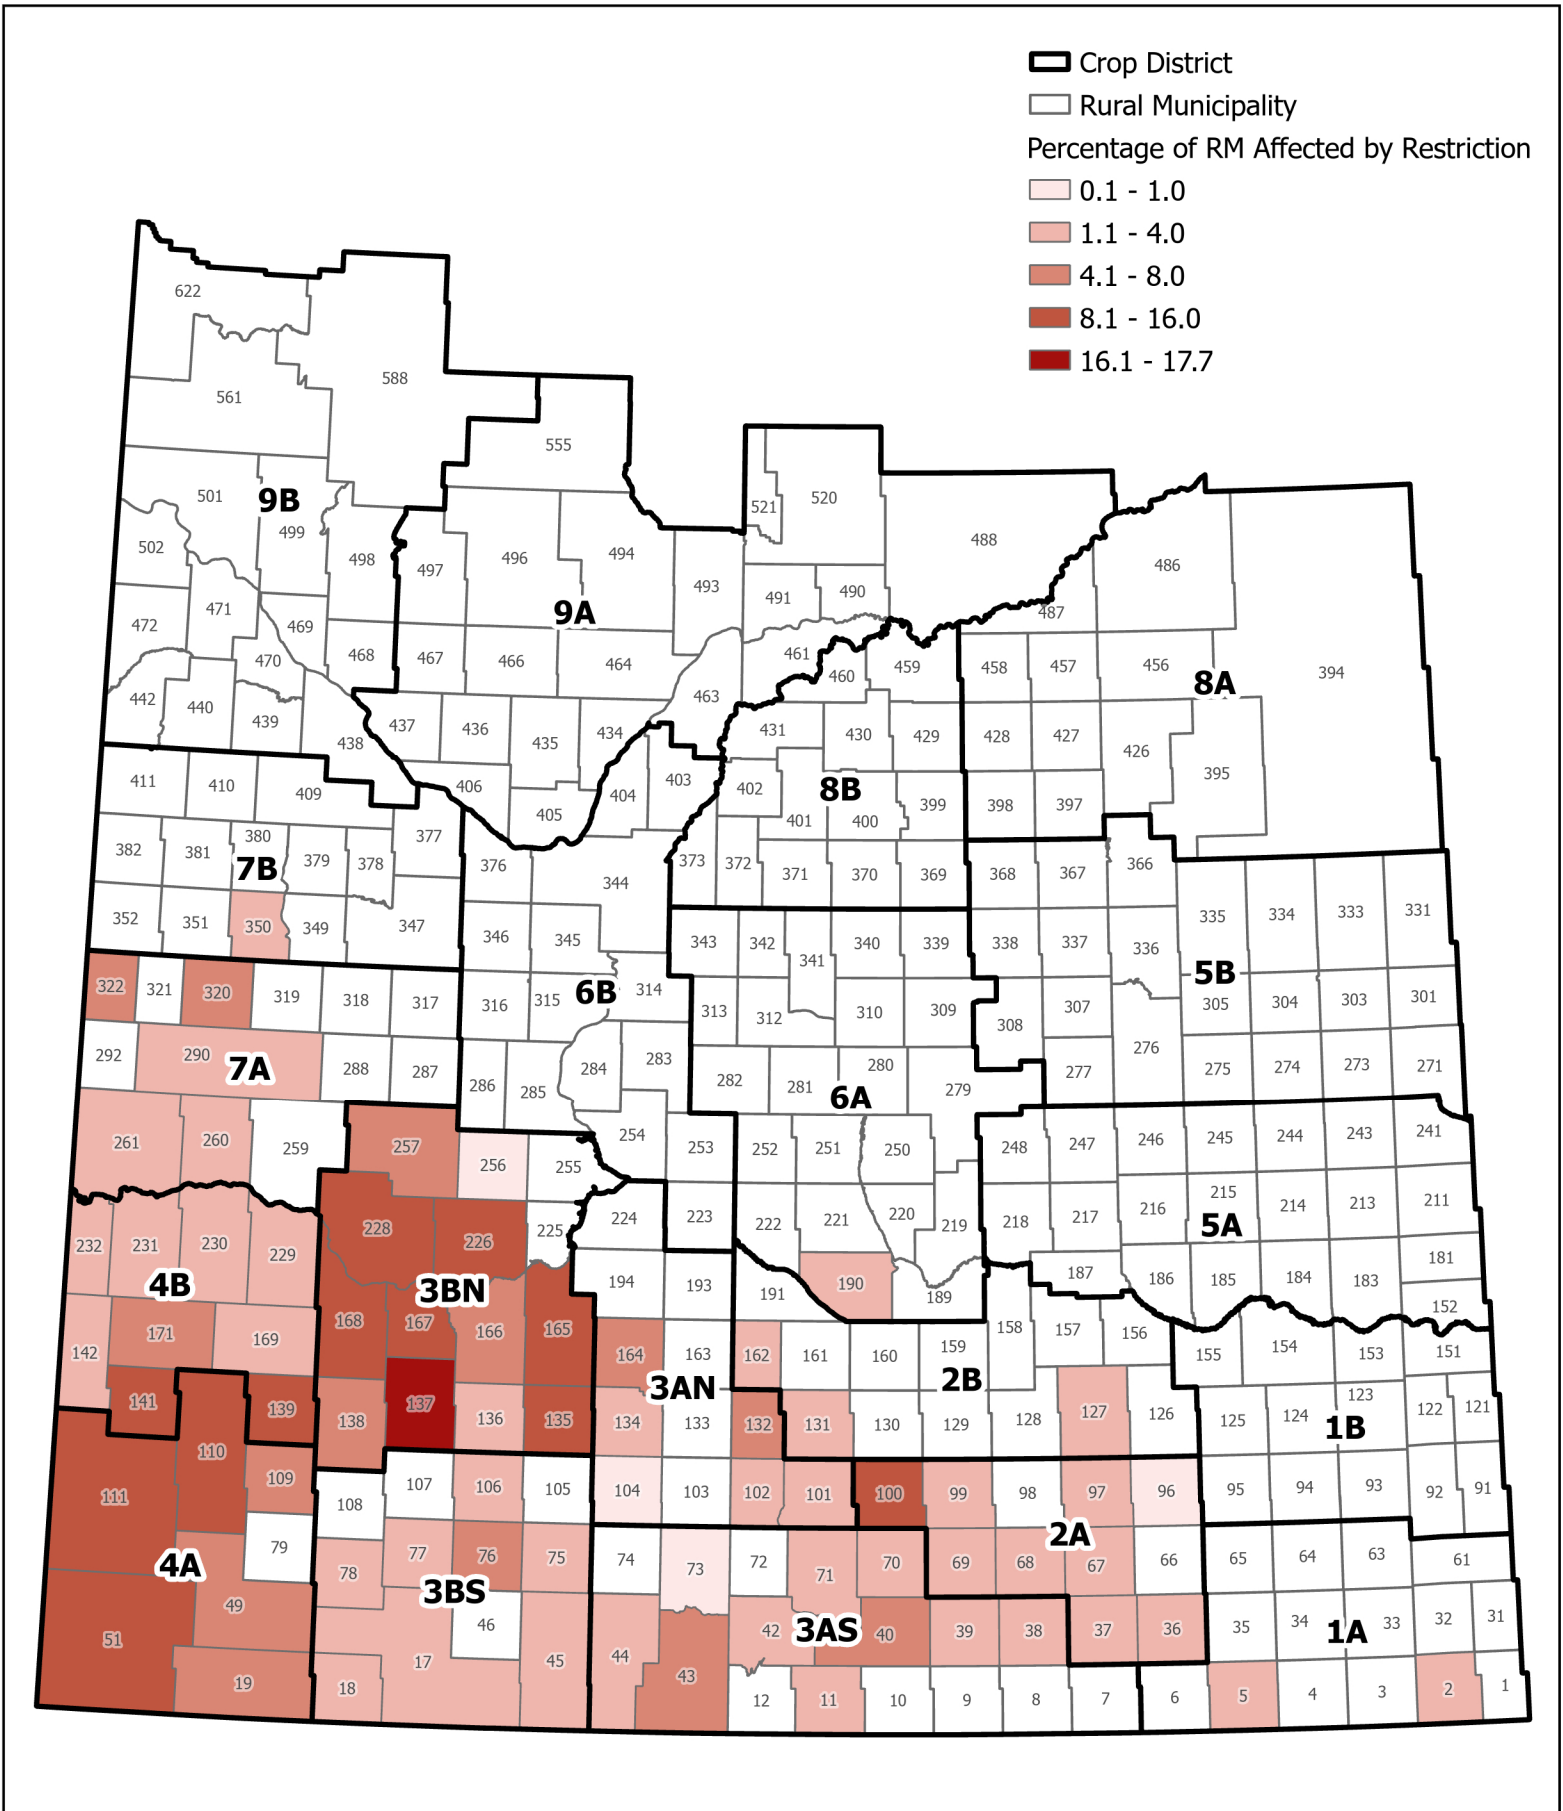 Crop District
Rural Municipality
Percentage of RM Affected by Restriction
0.1 - 1.0
1.1 - 4.0
4.1 - 8.0
8.1 - 16.0
16.1 - 17.7
622
588
561
555
501 9B 521 520
499
502 498 497 496 494 493 488 486
491 490
471 9A 487
472 469
470 468 467 466 464 461 460 459 458 457 456 8A 394
442 440 439 463
438 437 436 435 434 431 430 429 428 427 426
411 410 409 406 405 404 403 402 8B 399 398 397 395
401 400
382 381 380 379 378 377 376 344 373 372 371 370 369 368 367 366
7B
352 351 350 349 347 346 345 343 342 341 340 339 338 337 336 335 334 333 331
5B
322 321 320 319 318 317 316 315 6B 314 313 312 310 309 308 307 305 304 303 301
292 290 7A 288 287 286 285 284 283 282 281 280 279 277 276 275 274 273 271
6A
261 260 259 257 256 255 254 253 252 251 250 248 247 246 245 244 243 241
232 231 230 229 228 226 225 224 223 222 221 220 219 218 217 216 215 214 213 211
5A
4B 3BN 194 193 191 190 189 187 186 185 184 183 181
142 171 169 168 167 166 165 164 163 162 161 160 159 158 157 156 155 154 153 152 151
3AN 2B
141 139 138 137 136 135 134 133 132 131 130 129 128 127 126 125 124 123 122 121
1B
111 110 109 108 107 106 105 104 103 102 101 100 99 98 97 96 95 94 93 92 91
4A 79 78 77 76 75 74 73 72 71 70 69 68 2A 67 66 65 64 63 61
3BS
51 49 46 45 44 42 3AS 40 39 38 37 36 35 34 1A 33 32 31
19 18 17 43 12 11 10 9 8 7 6 5 4 3 2 1